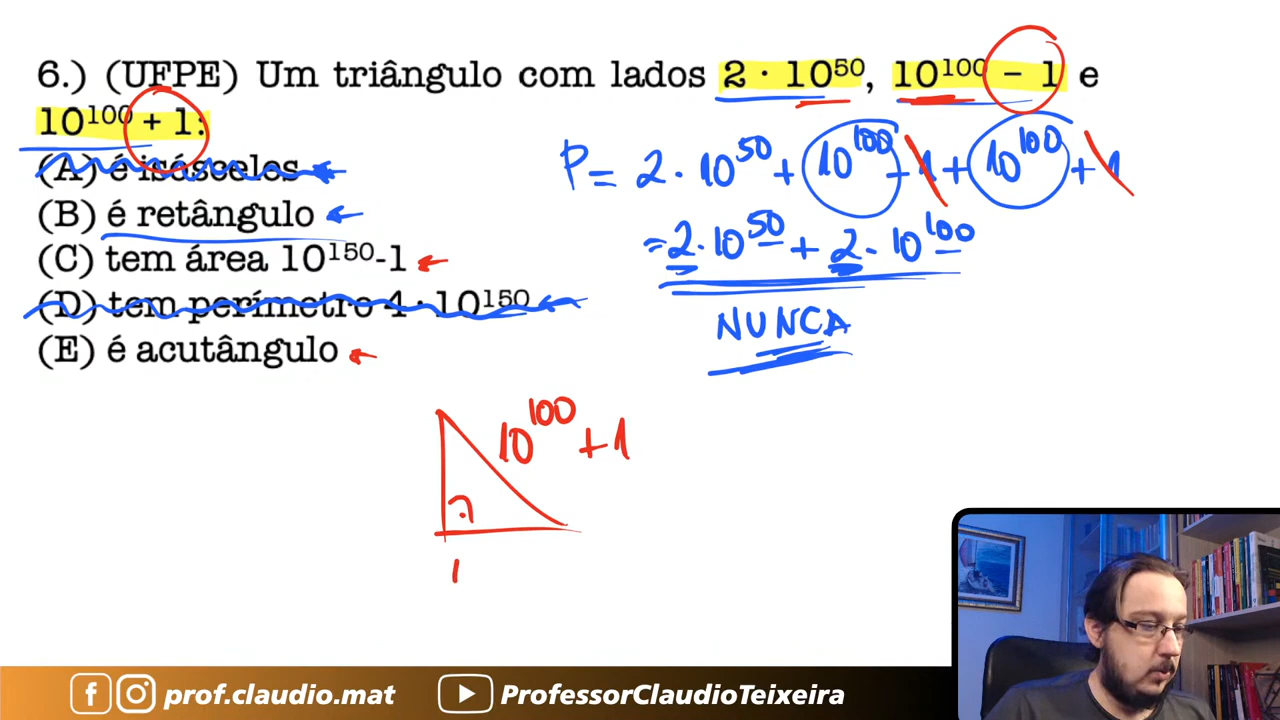 6.) (UFPE) Um triângulo com lados 2 · 10⁵⁰, 10¹⁰⁰ − 1 e
10¹⁰⁰ + 1:
(A) é isósceles
(B) é retângulo
(C) tem área 10¹⁵⁰-1
(D) tem perímetro 4 · 10¹⁵⁰
(E) é acutângulo
P = 2 · 10⁵⁰ + 10¹⁰⁰ - 1 + 10¹⁰⁰ + 1
= 2 · 10⁵⁰ + 2 · 10¹⁰⁰
NUNCA
10¹⁰⁰ + 1
?
1
prof.claudio.mat
ProfessorClaudioTeixeira